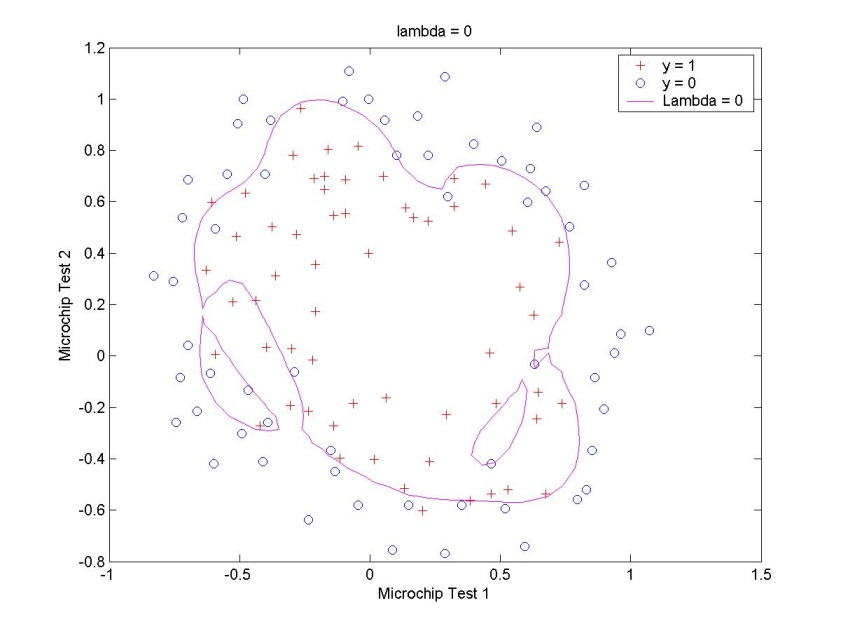 lambda = 0
y = 1
y = 0
Lambda = 0
Microchip Test 2
1.2
1
0.8
0.6
0.4
0.2
0
-0.2
-0.4
-0.6
-0.8
-1
-0.5
0
0.5
1
1.5
Microchip Test 1